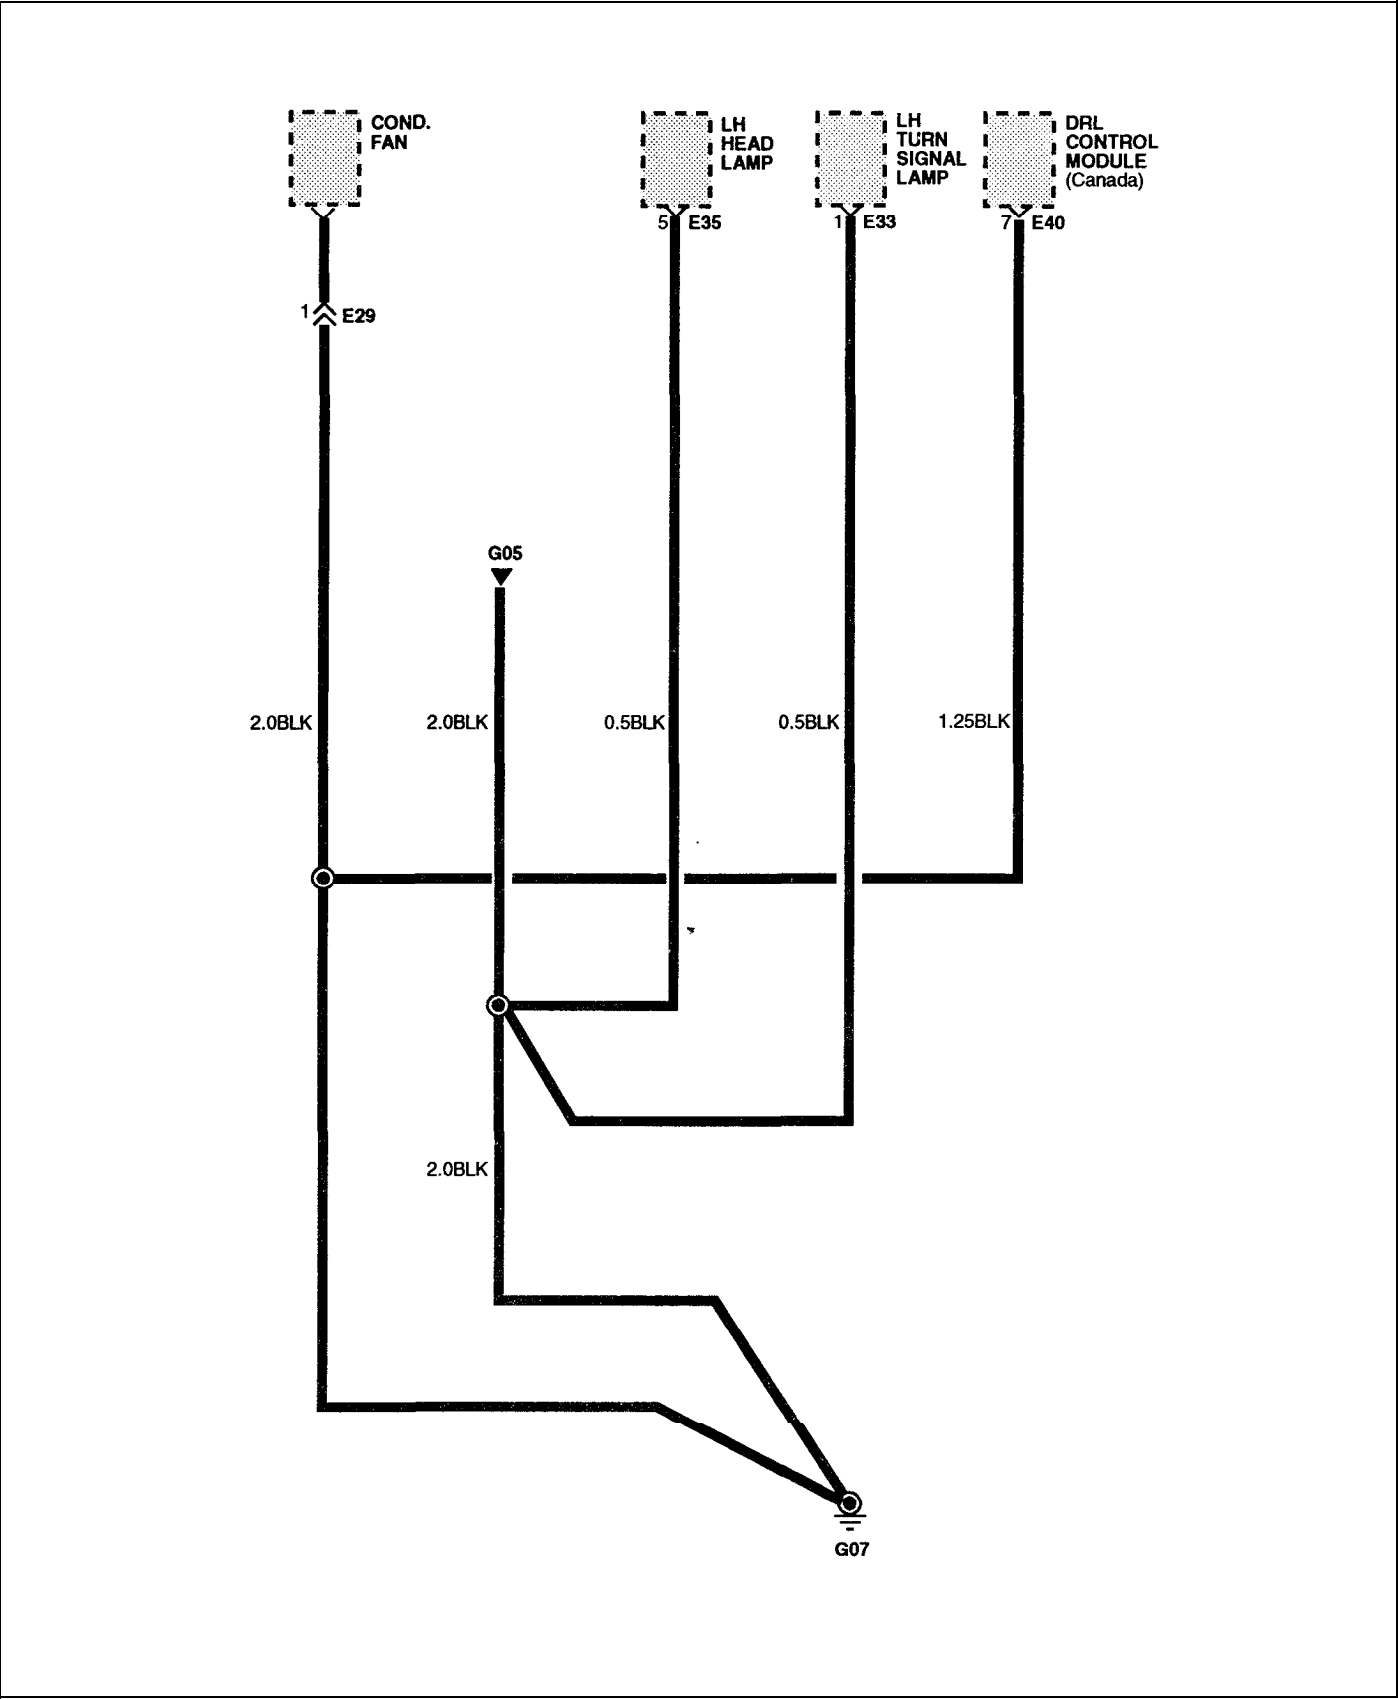 COND.
FAN
LH
HEAD
LAMP
LH
TURN
SIGNAL
LAMP
DRL
CONTROL
MODULE
(Canada)
5 E35
1 E33
7 E40
1 E29
G05
2.0BLK
2.0BLK
0.5BLK
0.5BLK
1.25BLK
2.0BLK
G07